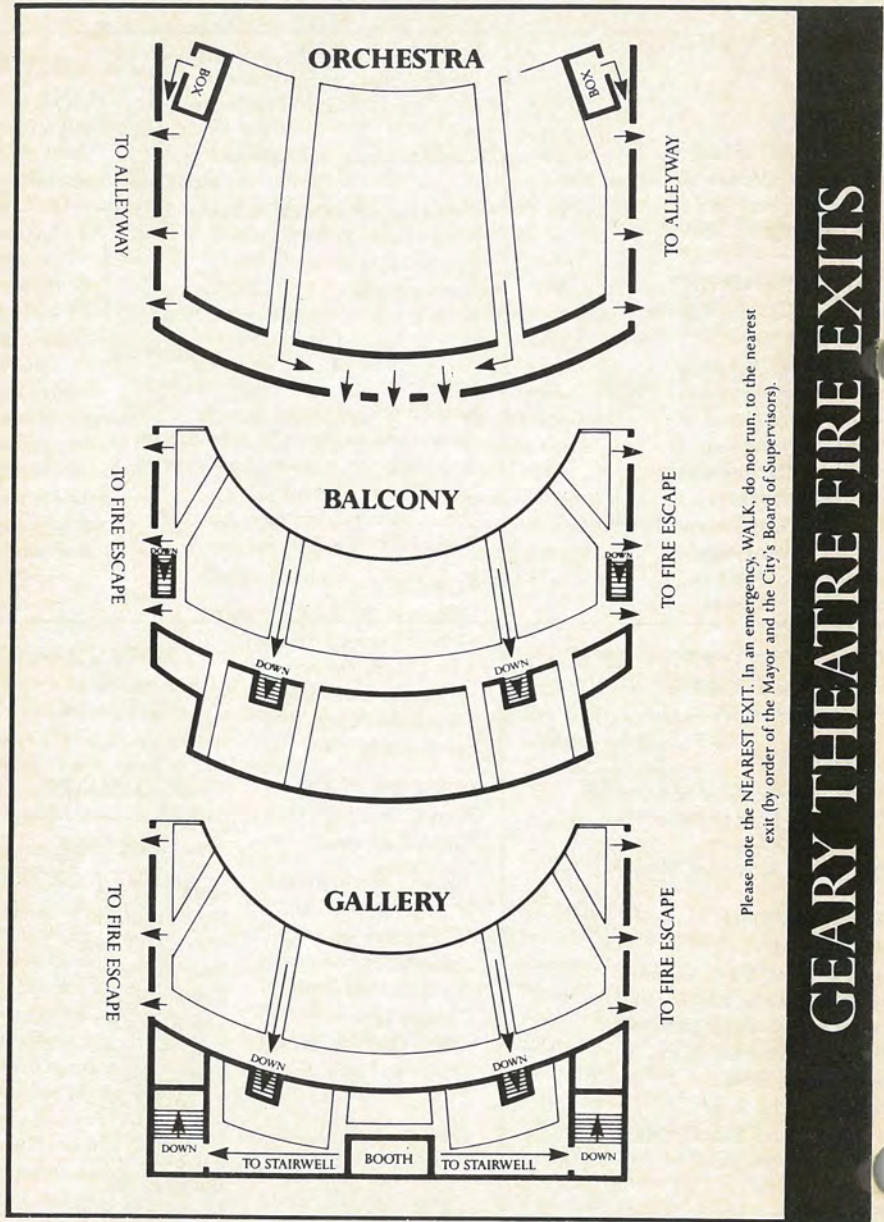 GEARY THEATRE FIRE EXITS
Please note the NEAREST EXIT. In an emergency, WALK, do not run, to the nearest
exit (by order of the Mayor and the City's Board of Supervisors).
ORCHESTRA
BOX
BOX
TO ALLEYWAY
TO ALLEYWAY
BALCONY
TO FIRE ESCAPE
TO FIRE ESCAPE
DOWN
DOWN
DOWN
DOWN
GALLERY
TO FIRE ESCAPE
TO FIRE ESCAPE
DOWN
DOWN
DOWN
TO STAIRWELL
BOOTH
TO STAIRWELL
DOWN